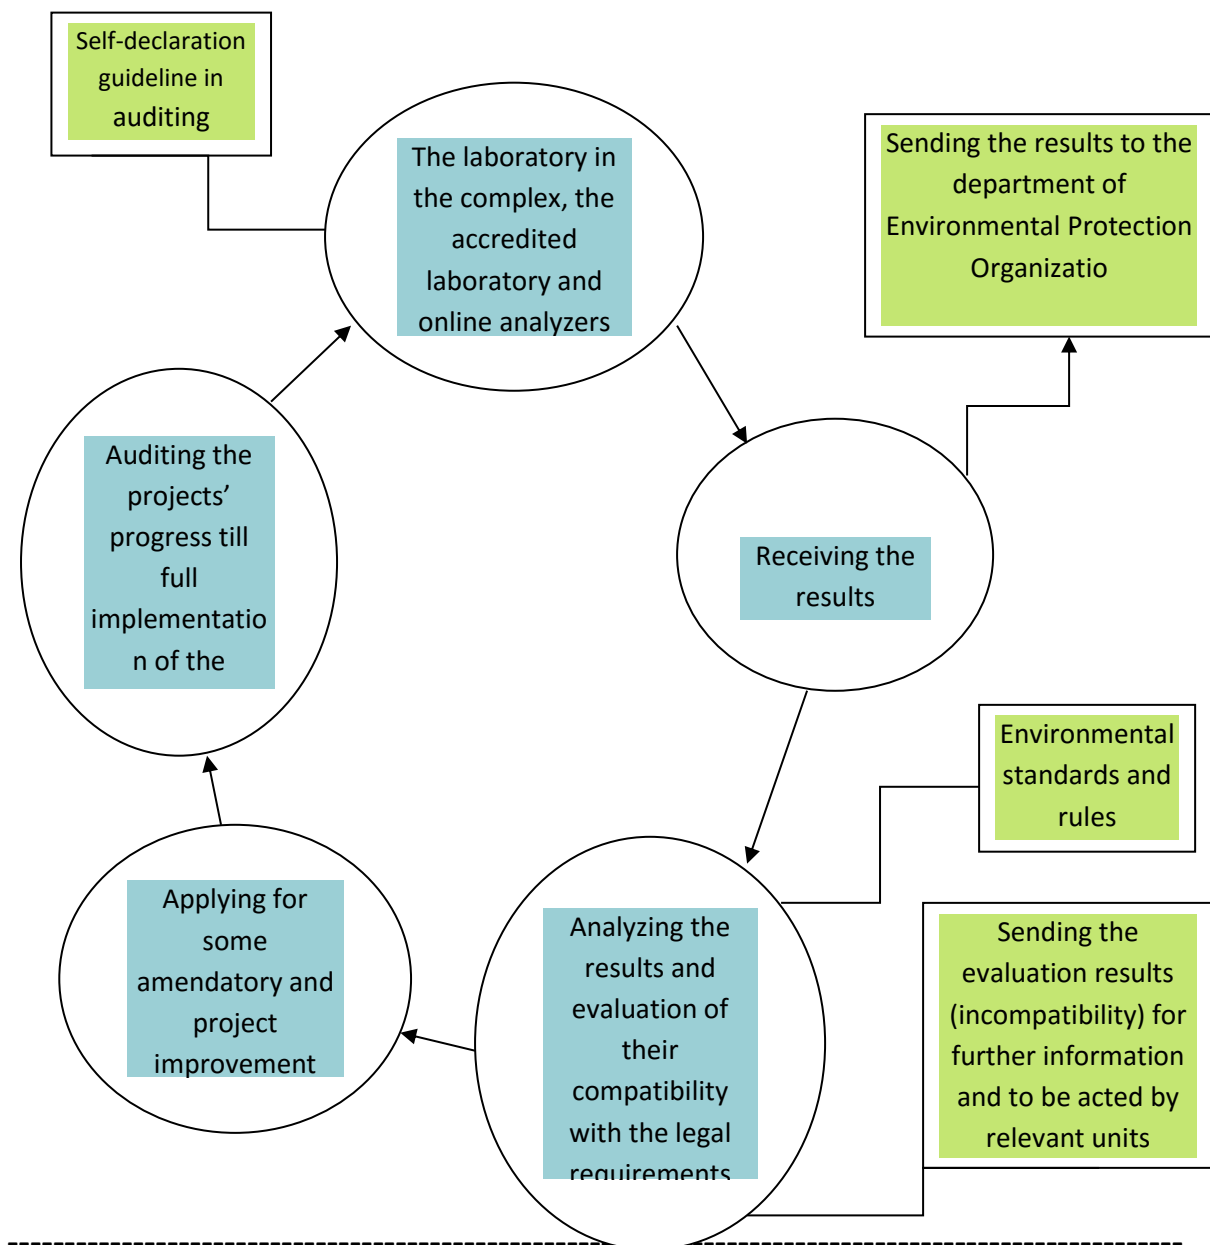 Self-declaration
guideline in
auditing
The laboratory in
the complex, the
accredited
laboratory and
online analyzers
Sending the results to the
department of
Environmental Protection
Organizatio
Auditing the
projects’
progress till
full
implementatio
n of the
Receiving the
results
Environmental
standards and
rules
Applying for
some
amendatory and
project
improvement
Analyzing the
results and
evaluation of
their
compatibility
with the legal
requirements
Sending the
evaluation results
(incompatibility) for
further information
and to be acted by
relevant units